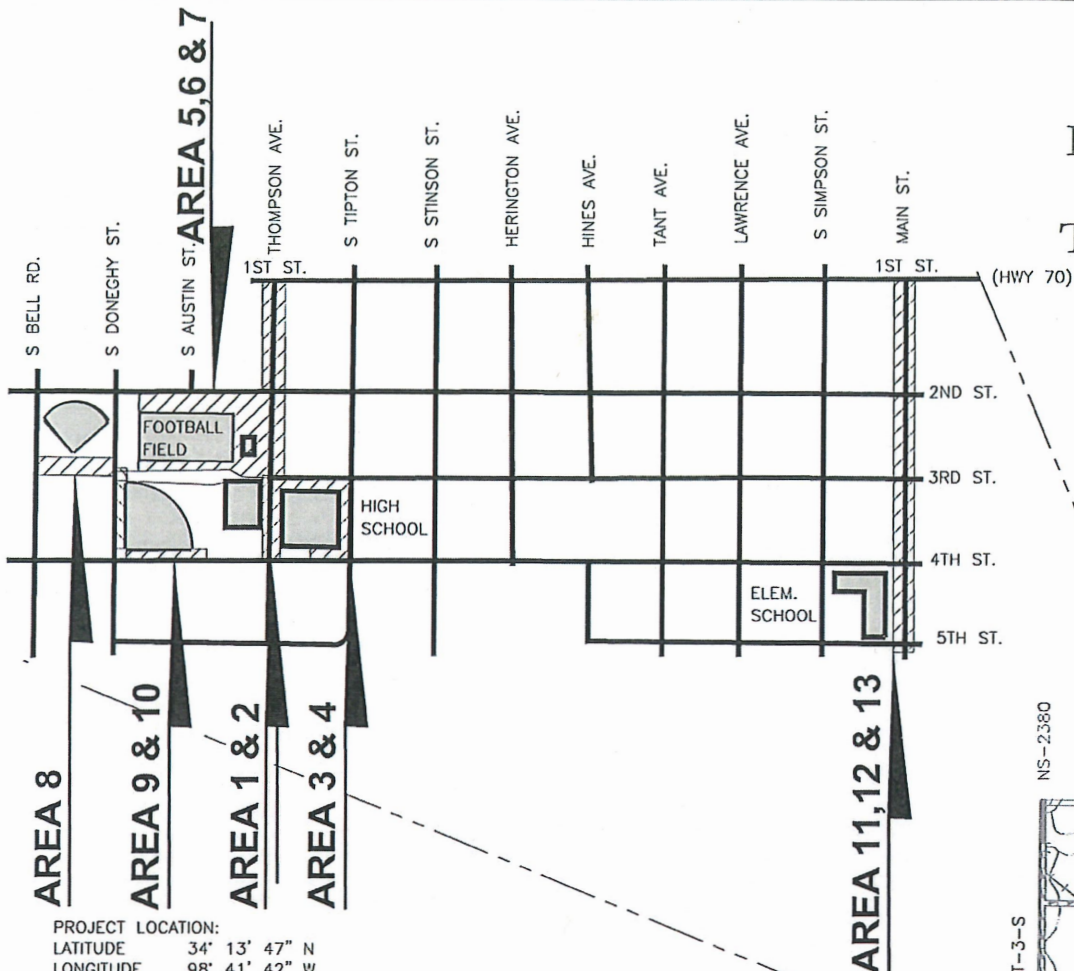 AREA 5,6 & 7
S BELL RD.
S DONEGHY ST.
S AUSTIN ST.
THOMPSON AVE.
S TIPTON ST.
S STINSON ST.
HERINGTON AVE.
HINES AVE.
TANT AVE.
LAWRENCE AVE.
S SIMPSON ST.
MAIN ST.
1ST ST.
1ST ST.
(HWY 70)
2ND ST.
FOOTBALL
FIELD
3RD ST.
HIGH
SCHOOL
4TH ST.
ELEM.
SCHOOL
5TH ST.
AREA 8
AREA 9 & 10
AREA 1 & 2
AREA 3 & 4
AREA 11,12 & 13
NS-2380
T-3-S
PROJECT LOCATION:
LATITUDE 34° 13' 47" N
LONGITUDE 98° 41' 42" W